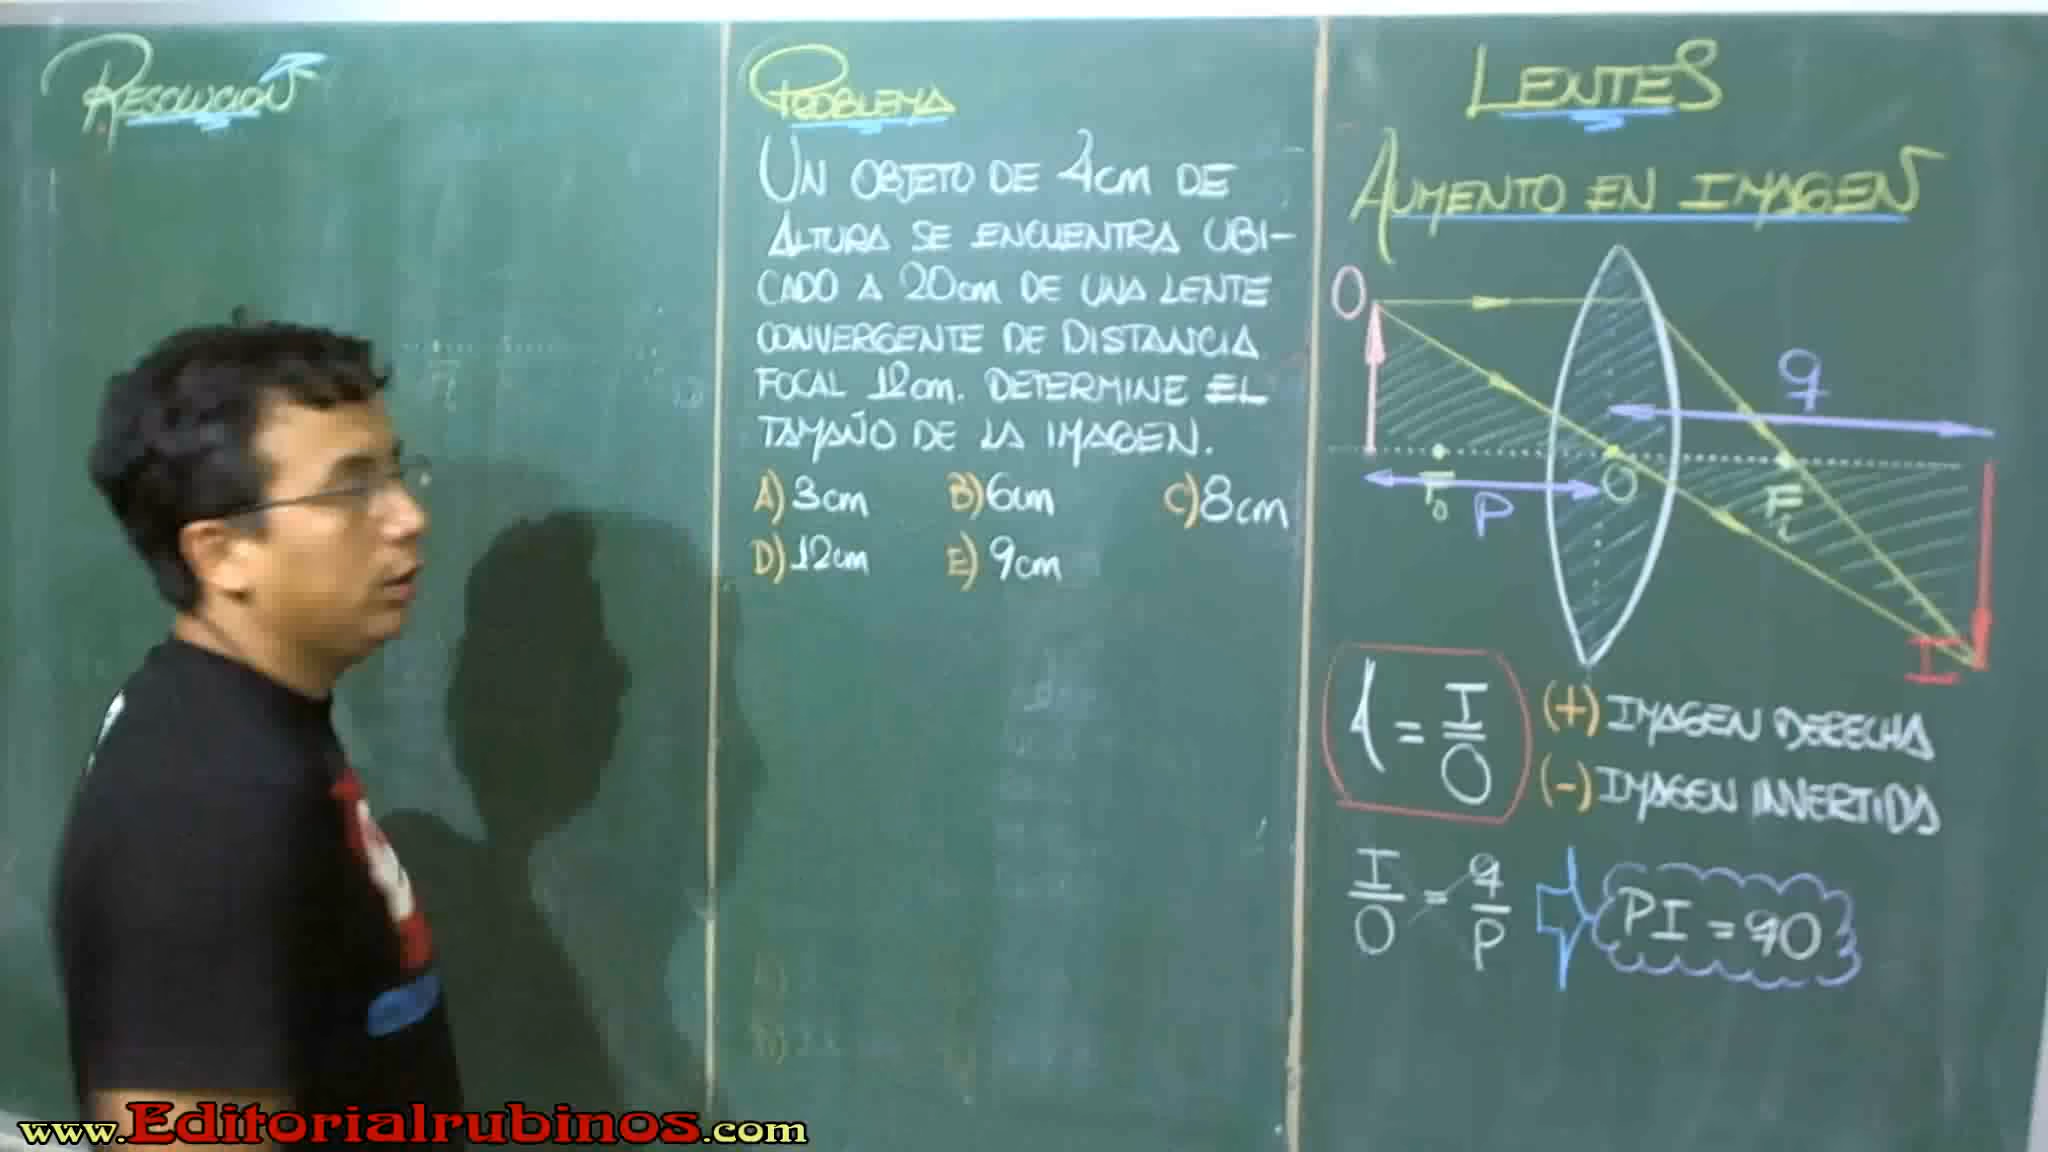 RESOLUCIÓN
PROBLEMA
UN OBJETO DE 4cm DE
ALTURA SE ENCUENTRA UBI-
CADO A 20cm DE UNA LENTE
CONVERGENTE DE DISTANCIA
FOCAL 12cm. DETERMINE EL
TAMAÑO DE LA IMAGEN.
A) 3cm B) 6cm C) 8cm
D) 12cm E) 9cm
LENTES
AUMENTO EN IMAGEN
O
q
F₀ P O Fᵢ
I
A = I/O (+) IMAGEN DERECHA
(-) IMAGEN INVERTIDA
I/O = q/P PI = qO
www.Editorialrubinos.com